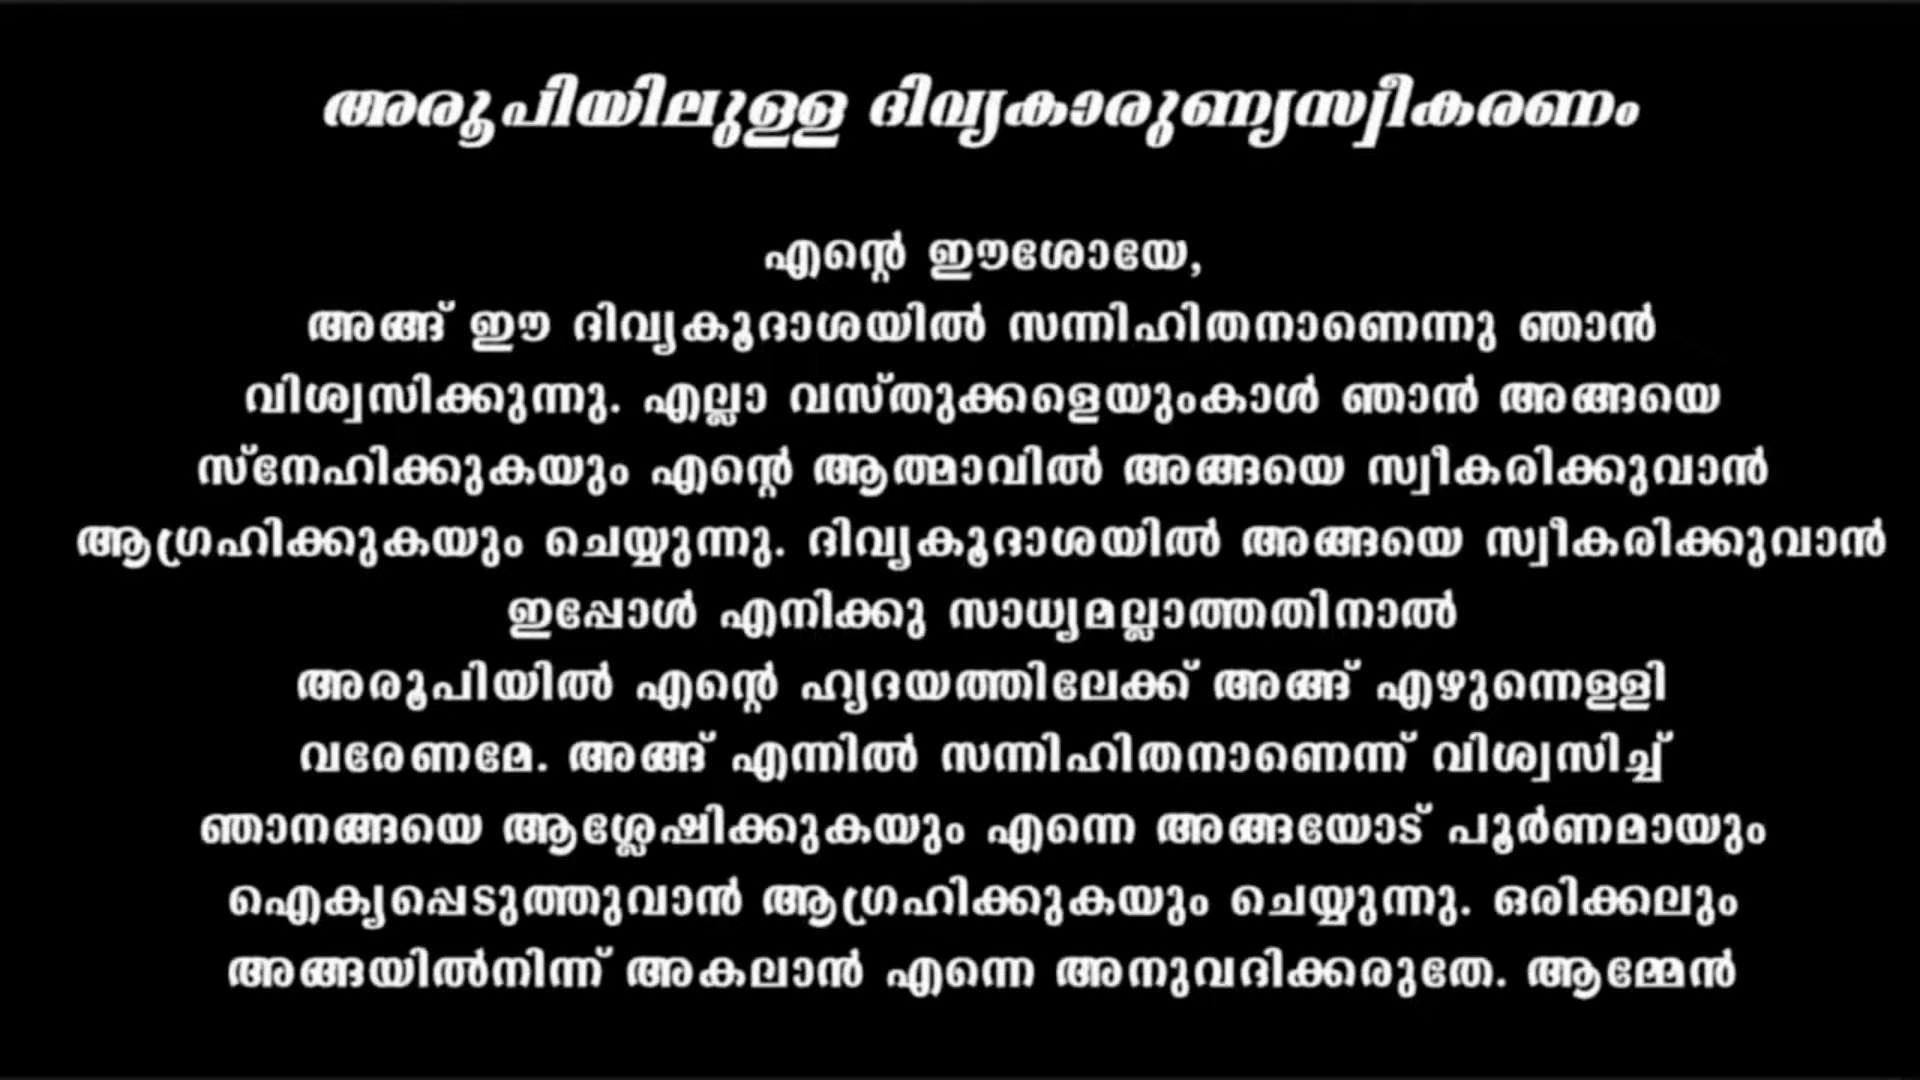 അരൂപിയിലുള്ള ദിവ്യകാരുണ്യസ്വീകരണം
എന്റെ ഈശോയേ,
അങ്ങ് ഈ ദിവ്യകൂദാശയിൽ സന്നിഹിതനാണെന്നു ഞാൻ
വിശ്വസിക്കുന്നു. എല്ലാ വസ്തുക്കളെയുംകാൾ ഞാൻ അങ്ങയെ
സ്നേഹിക്കുകയും എന്റെ ആത്മാവിൽ അങ്ങയെ സ്വീകരിക്കുവാൻ
ആഗ്രഹിക്കുകയും ചെയ്യുന്നു. ദിവ്യകൂദാശയിൽ അങ്ങയെ സ്വീകരിക്കുവാൻ
ഇപ്പോൾ എനിക്കു സാധ്യമല്ലാത്തതിനാൽ
അരൂപിയിൽ എന്റെ ഹൃദയത്തിലേക്ക് അങ്ങ് എഴുന്നെള്ളി
വരേണമേ. അങ്ങ് എന്നിൽ സന്നിഹിതനാണെന്ന് വിശ്വസിച്ച്
ഞാനങ്ങയെ ആശ്ലേഷിക്കുകയും എന്നെ അങ്ങയോട് പൂർണമായും
ഐക്യപ്പെടുത്തുവാൻ ആഗ്രഹിക്കുകയും ചെയ്യുന്നു. ഒരിക്കലും
അങ്ങയിൽനിന്ന് അകലാൻ എന്നെ അനുവദിക്കരുതേ. ആമ്മേൻ